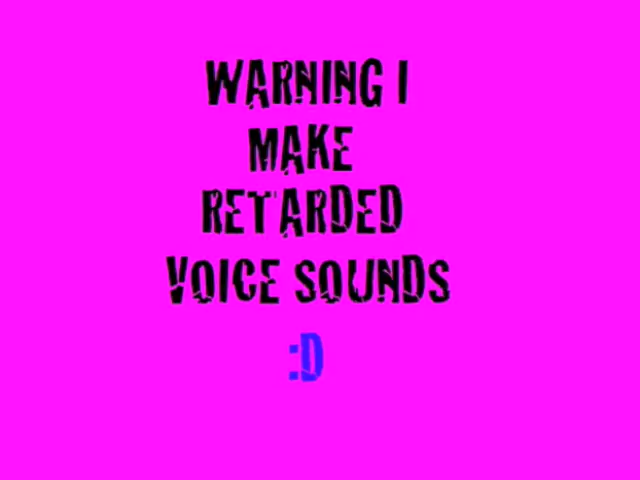 WARNING I
MAKE
RETARDED
VOICE SOUNDS
:D